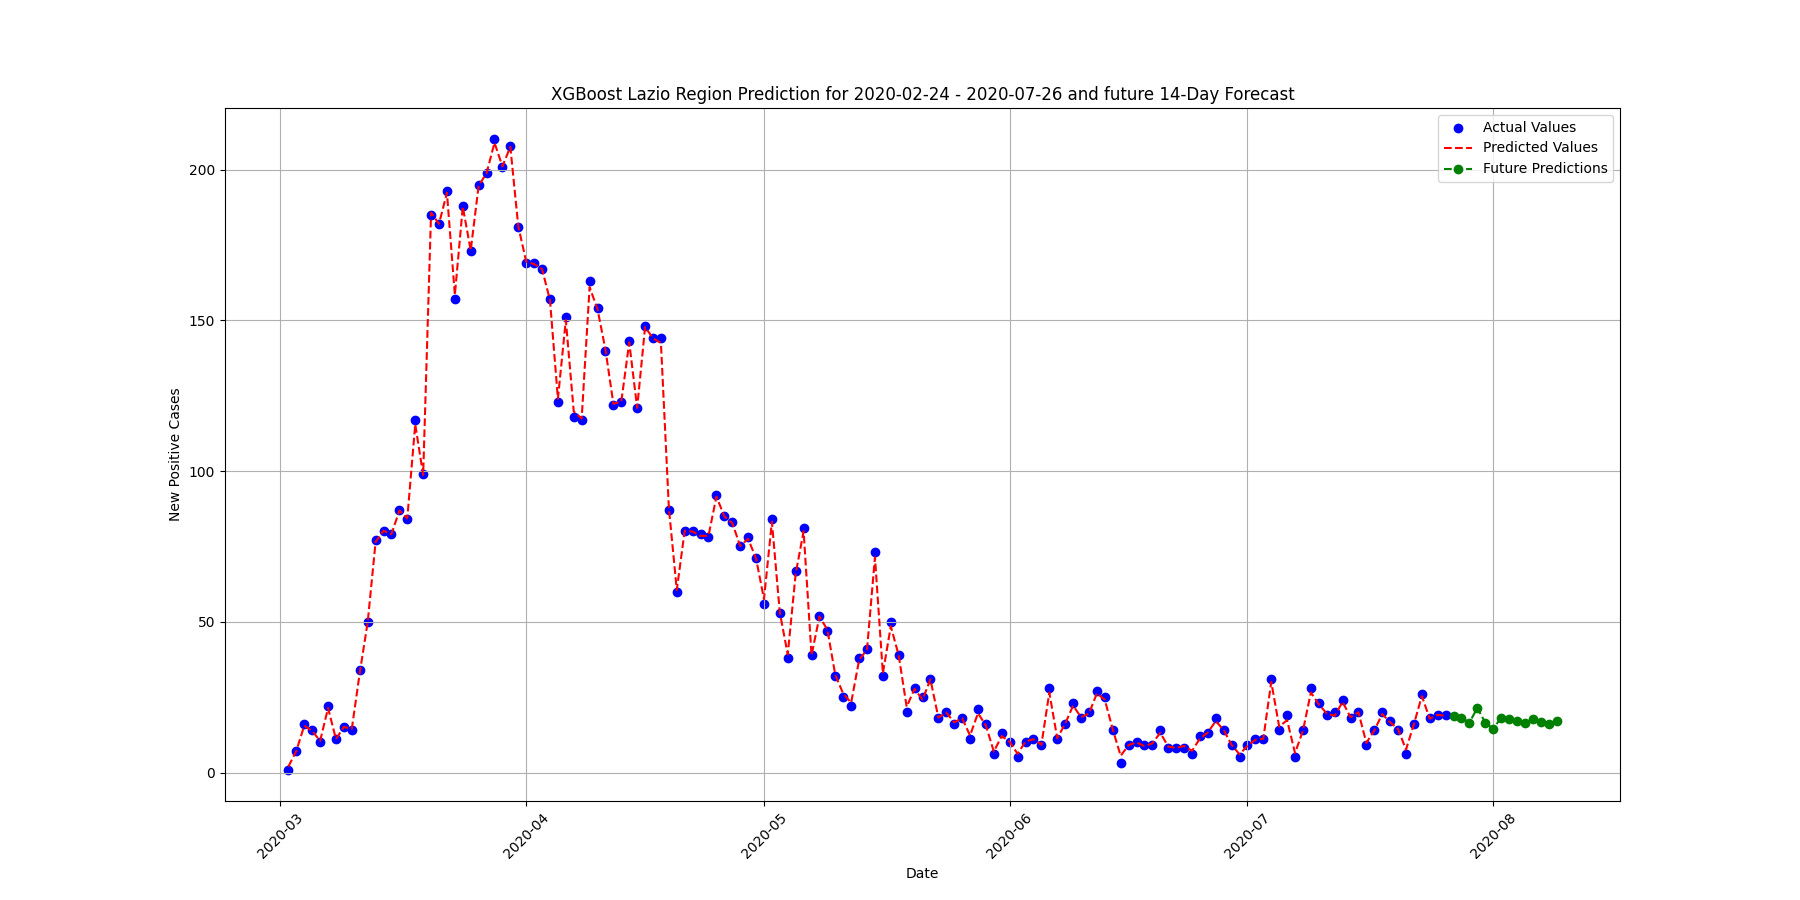 XGBoost Lazio Region Prediction for 2020-02-24 - 2020-07-26 and future 14-Day Forecast
Actual Values
Predicted Values
Future Predictions
New Positive Cases
200
150
100
50
0
2020-03
2020-04
2020-05
2020-06
2020-07
2020-08
Date